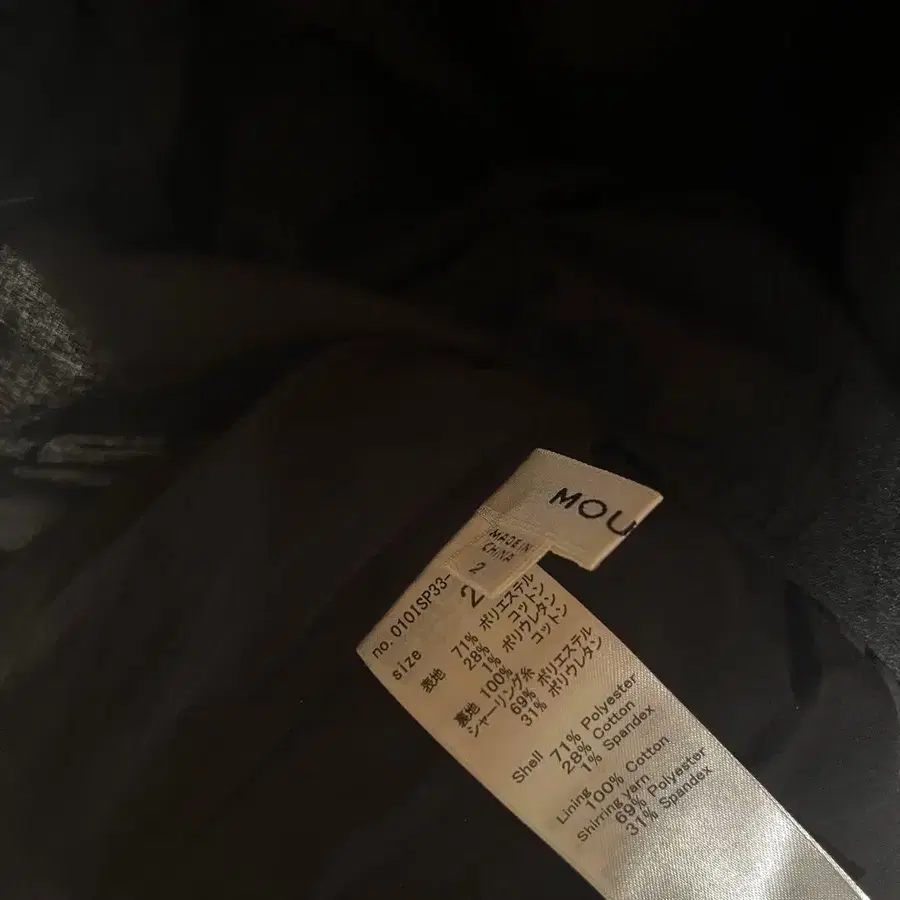 MOU
MADE IN
CHINA
2
no. 010ISP33-
size 2
表地 71% ポリエステル
28% コットン
1% ポリウレタン
裏地 100% コットン
シャーリング糸
69% ポリエステル
31% ポリウレタン
Shell 71% Polyester
28% Cotton
1% Spandex
Lining
100% Cotton
Shirring yarn
69% Polyester
31% Spandex